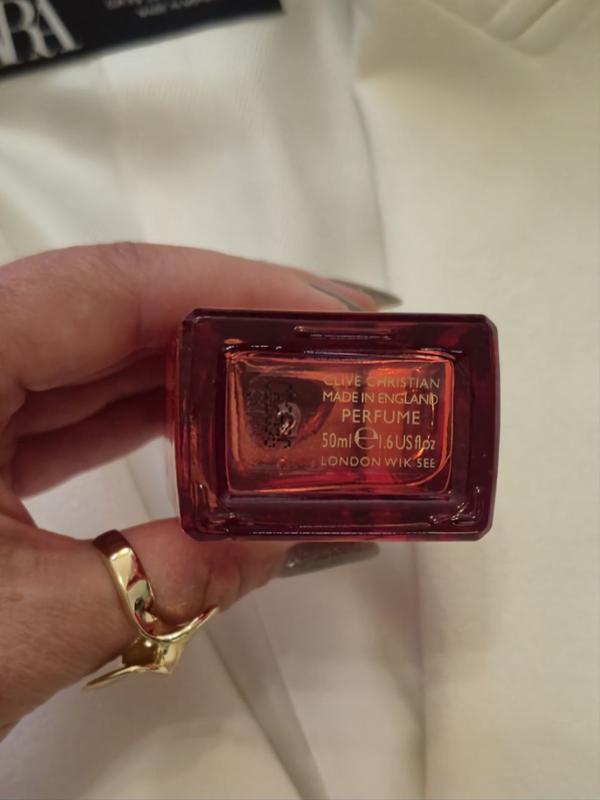 CLIVE CHRISTIAN
MADE IN ENGLAND
PERFUME
50ml ℮ 1.6 US fl oz
LONDON W1K 5EE